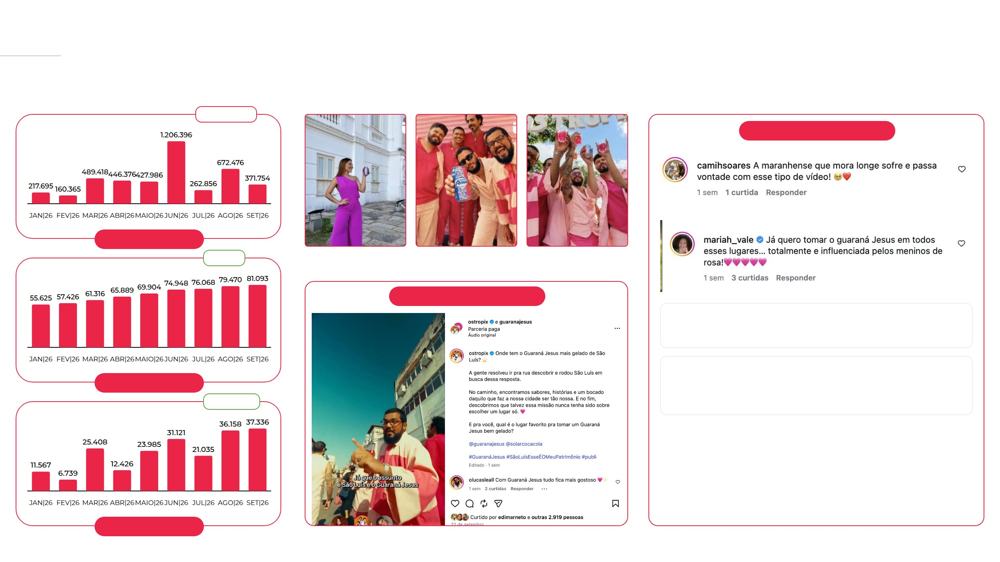 1.206.396
672.476
489.418
446.376
427.986
371.754
262.856
217.695
160.365
JAN|26 FEV|26 MAR|26 ABR|26 MAIO|26 JUN|26 JUL|26 AGO|26 SET|26
55.625 57.426 61.316 65.889 69.904 74.948 76.068 79.470 81.093
JAN|26 FEV|26 MAR|26 ABR|26 MAIO|26 JUN|26 JUL|26 AGO|26 SET|26
11.567 6.739 25.408 12.426 23.985 31.121 21.035 36.158 37.336
JAN|26 FEV|26 MAR|26 ABR|26 MAIO|26 JUN|26 JUL|26 AGO|26 SET|26
Jesus
OSTROPI
Já que o assunto
é São Luís e o Guaraná Jesus
ostropix e guaranajesus
Parceria paga
Áudio original
ostropix Onde tem o Guaraná Jesus mais gelado de São
Luís? ⭐
A gente resolveu ir pra rua descobrir e rodou São Luís em
busca dessa resposta.
No caminho, encontramos sabores, histórias e um bocado
daquilo que faz a nossa cidade ser tão nossa. E no fim,
descobrimos que talvez essa missão nunca tenha sido sobre
escolher um lugar só. 💗
E pra você, qual é o lugar favorito pra tomar um Guaraná
Jesus bem gelado?
@guaranajesus @solarcocacola
#GuaranáJesus #SãoLuísEsseÉOMeuPatrimônio #publi
Editado · 1 sem
olucasleall Com Guaraná Jesus tudo fica mais gostoso 💗✨
1 sem 2 curtidas Responder ...
Curtido por edimarneto e outras 2.919 pessoas
22 de setembro
camihsoares A maranhense que mora longe sofre e passa
vontade com esse tipo de vídeo! 🥹❤️
1 sem 1 curtida Responder
mariah_vale Já quero tomar o guaraná Jesus em todos
esses lugares... totalmente e influenciada pelos meninos de
rosa!💗💗💗💗💗
1 sem 3 curtidas Responder